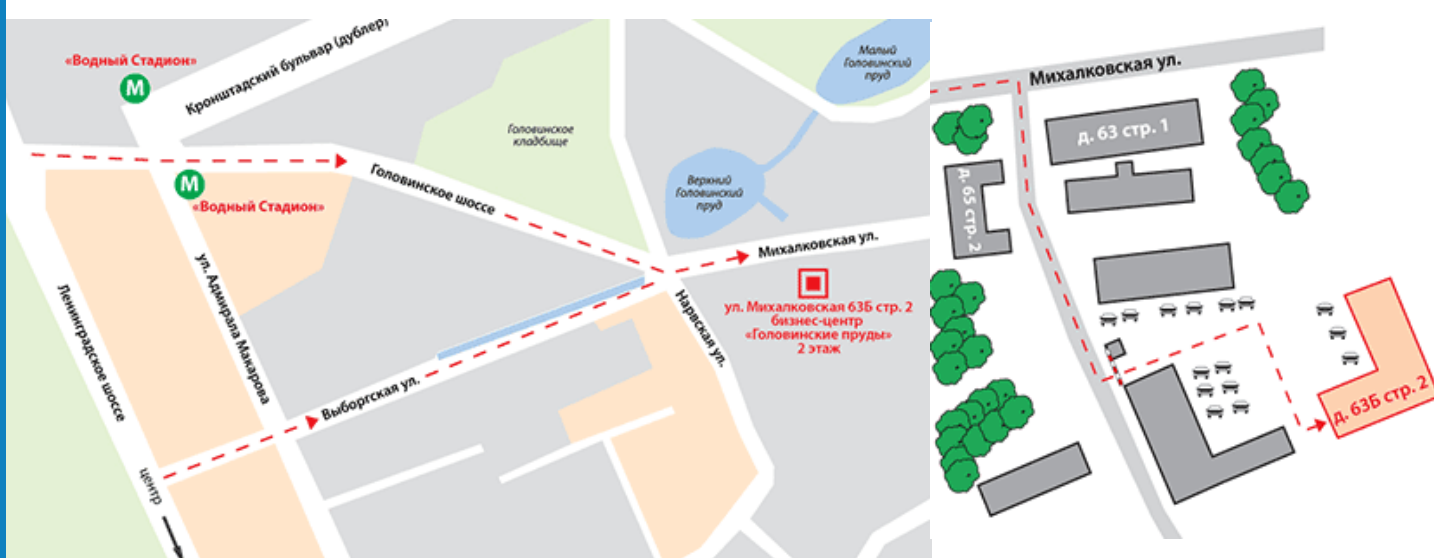 «Водный Стадион»
М
Кронштадский бульвар (дублер)
Малый
Головинский
пруд
Головинское
кладбище
Головинское шоссе
М
«Водный Стадион»
Верхний
Головинский
пруд
Михалковская ул.
ул. Адмирала Макарова
Ленинградское шоссе
ул. Михалковская 63Б стр. 2
бизнес-центр
«Головинские пруды»
2 этаж
Нарвская ул.
Выборгская ул.
центр
Михалковская ул.
д. 63 стр. 1
д. 65 стр. 2
д. 63Б стр. 2